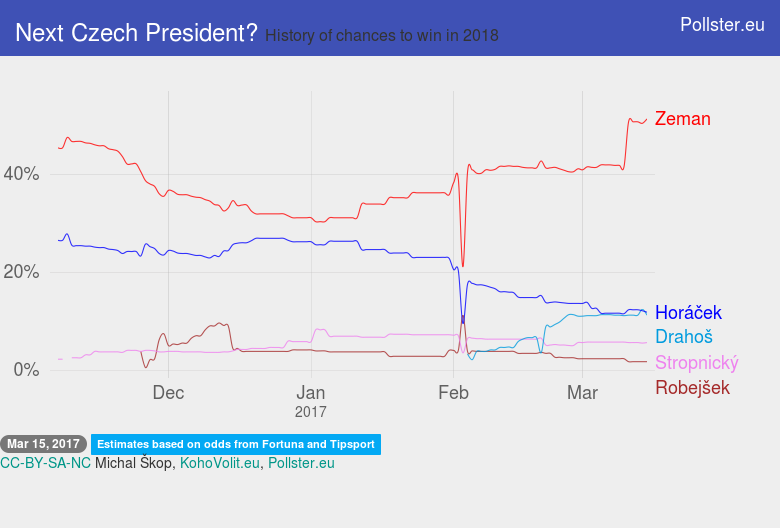 Next Czech President? History of chances to win in 2018
Pollster.eu
Zeman
40%
20%
Horáček
Drahoš
Stropnický
0%
Robejšek
Dec Jan Feb Mar
2017
Mar 15, 2017 Estimates based on odds from Fortuna and Tipsport
CC-BY-SA-NC Michal Škop, KohoVolit.eu, Pollster.eu